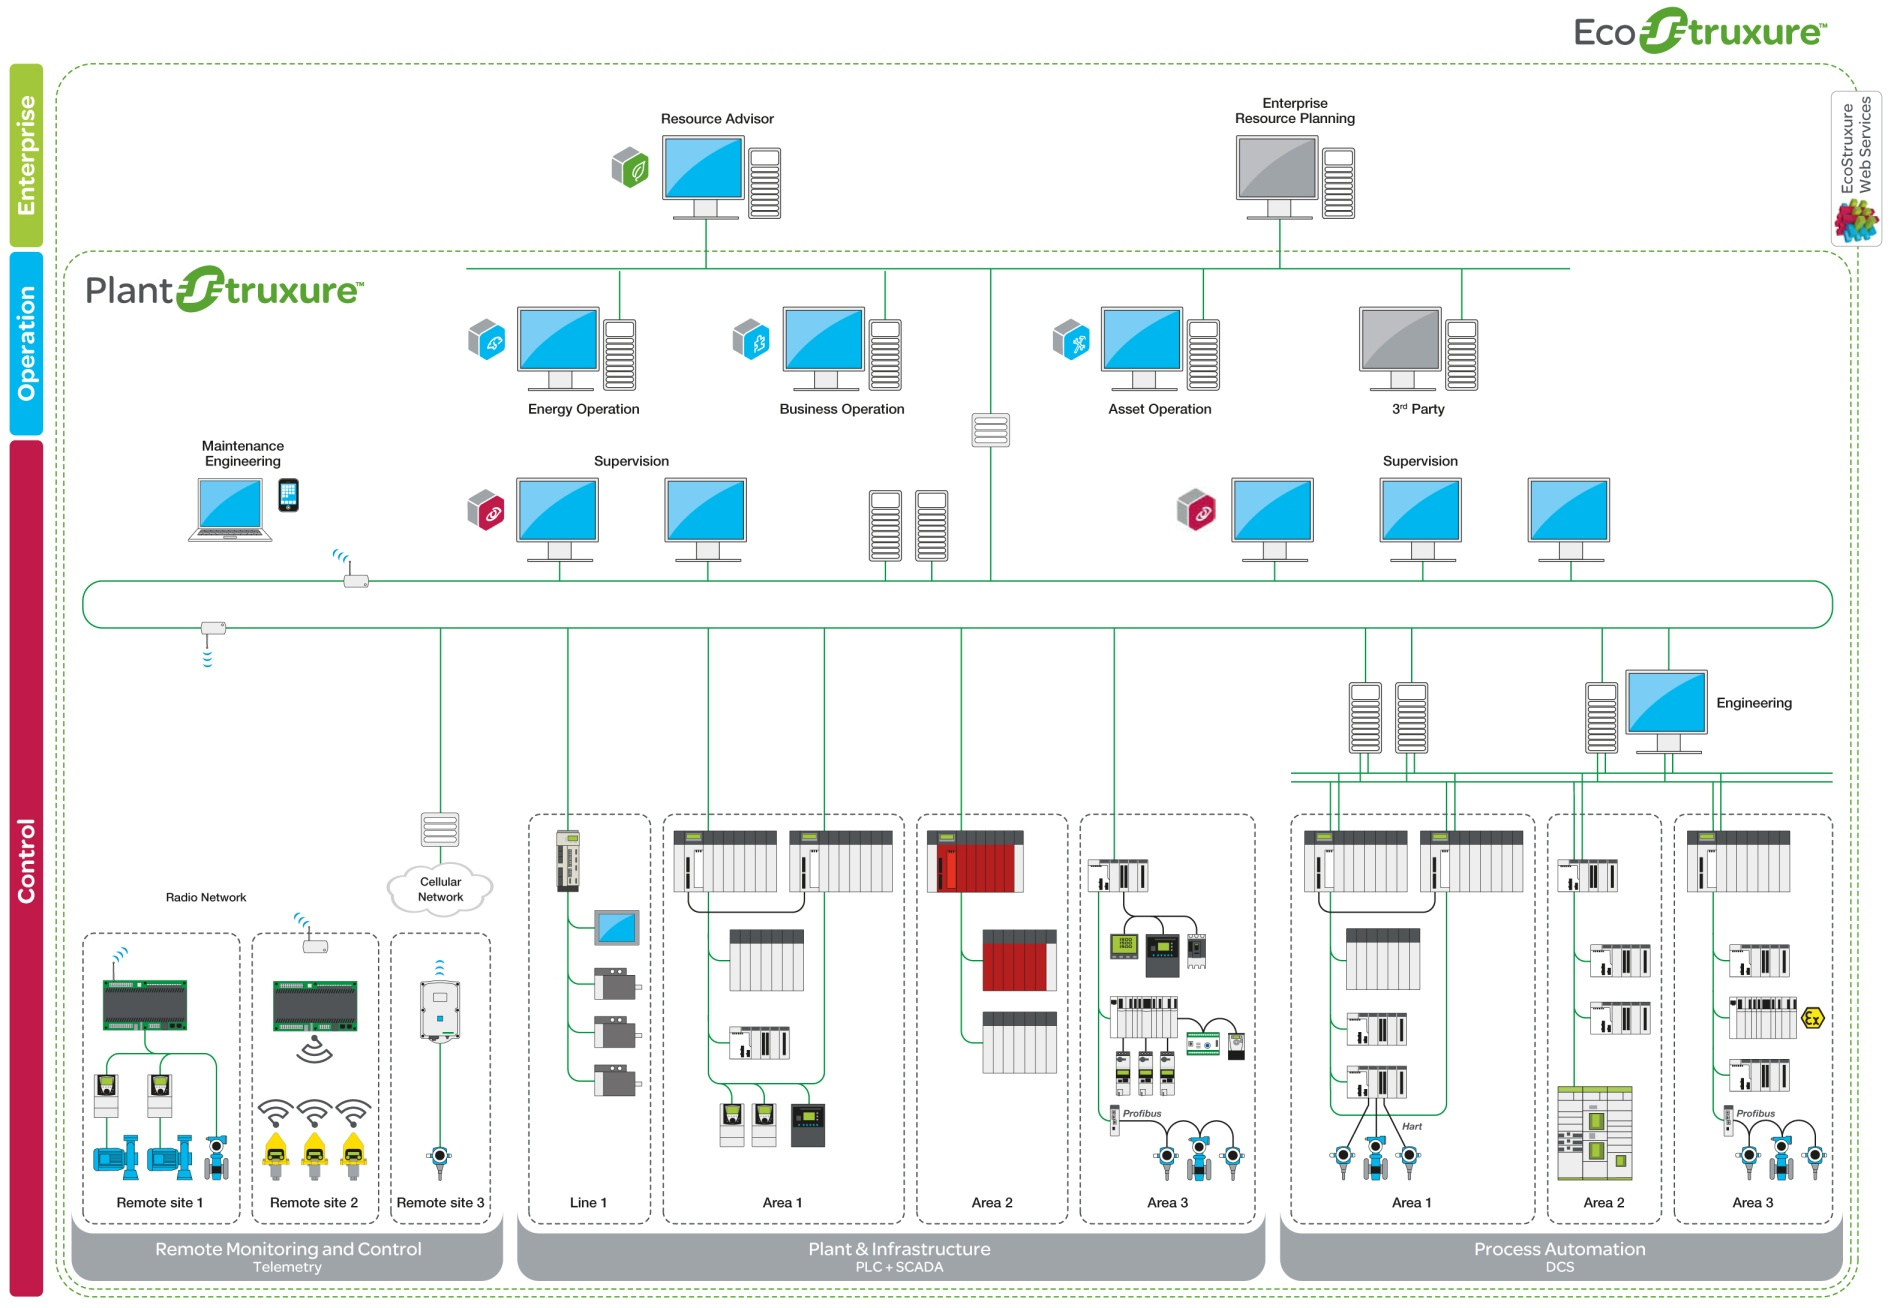 EcoStruxure™
Enterprise
Resource Advisor
Enterprise
Resource Planning
EcoStruxure
Web Services
Operation
PlantStruxure™
Energy Operation
Business Operation
Asset Operation
3rd Party
Control
Maintenance
Engineering
Supervision
Supervision
Engineering
Radio Network
Cellular
Network
Profibus
Hart
Ex
Profibus
Remote site 1
Remote site 2
Remote site 3
Line 1
Area 1
Area 2
Area 3
Area 1
Area 2
Area 3
Remote Monitoring and Control
Telemetry
Plant & Infrastructure
PLC + SCADA
Process Automation
DCS